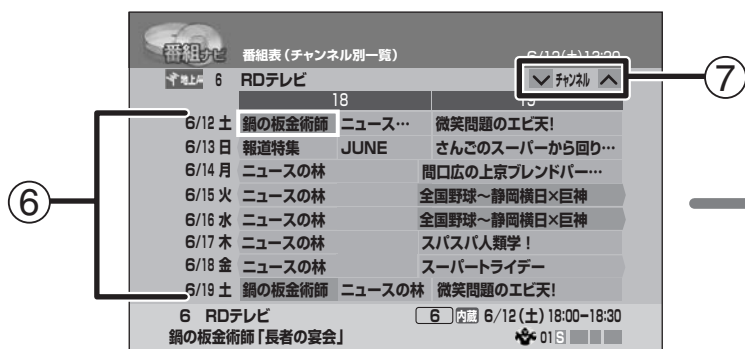 番組ナビ 番組表(チャンネル別一覧) 6/12(土)12:30
地上 6 RDテレビ チャンネル ⑦
18 19
6/12 土 鍋の板金術師 ニュース… 微笑問題のエビ天!
6/13 日 報道特集 JUNE さんごのスーパーから回り…
6/14 月 ニュースの林 間口広の上京ブレンドパー…
⑥ 6/15 火 ニュースの林 全国野球~静岡横日×巨神
6/16 水 ニュースの林 全国野球~静岡横日×巨神
6/17 木 ニュースの林 スパスパ人類学!
6/18 金 ニュースの林 スーパートライデー
6/19 土 鍋の板金術師 ニュースの林 微笑問題のエビ天!
6 RDテレビ 6 内蔵 6/12(土)18:00-18:30
鍋の板金術師「長者の宴会」 01 S